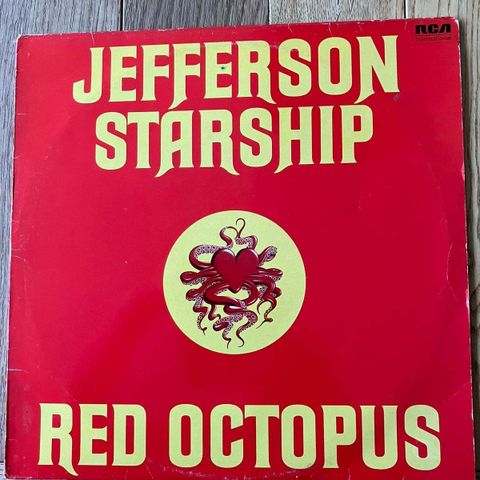 RCA
JEFFERSON
STARSHIP
RED OCTOPUS